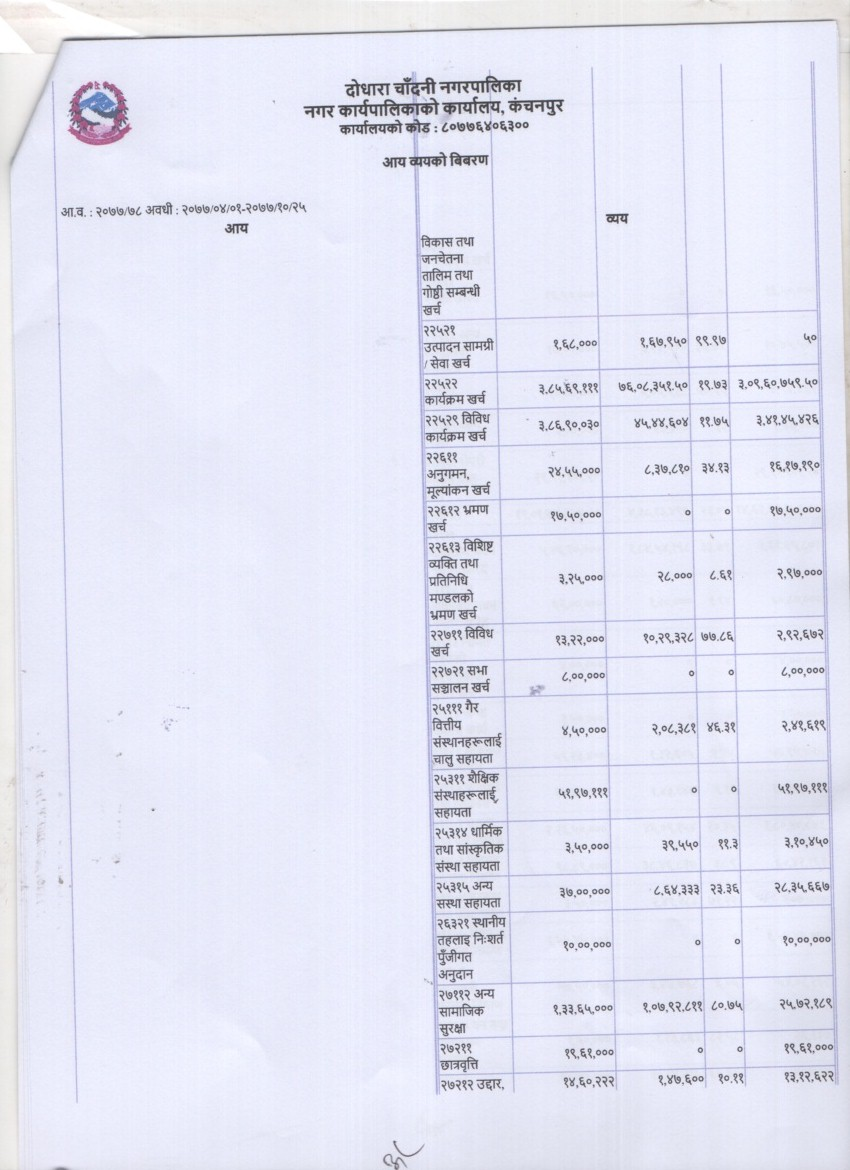 दोधारा चाँदनी नगरपालिका
नगर कार्यपालिकाको कार्यालय, कंचनपुर
कार्यालयको कोड : ८०७७६४०६३००
आय व्ययको बिबरण
आ.व. : २०७७/७८ अवधी : २०७७/०४/०१-२०७७/१०/२५
आय व्यय
विकास तथा
जनचेतना
तालिम तथा
गोष्ठी सम्बन्धी
खर्च
२२५२१
उत्पादन सामग्री १,६८,००० १,६७,९५० ९९.९७ ५०
/ सेवा खर्च
२२५२२
कार्यक्रम खर्च ३,८५,६९,१११ ७६,०८,३५१.५० १९.७३ ३,०९,६०,७५९.५०
२२५२९ विविध
कार्यक्रम खर्च ३,८६,९०,०३० ४५,४४,६०४ ११.७५ ३,४१,४५,४२६
२२६११
अनुगमन, २४,५५,००० ८,३७,८१० ३४.१३ १६,१७,१९०
मूल्यांकन खर्च
२२६१२ भ्रमण १७,५०,००० ० ० १७,५०,०००
खर्च
२२६१३ विशिष्ट
व्यक्ति तथा
प्रतिनिधि ३,२५,००० २८,००० ८.६१ २,९७,०००
मण्डलको
भ्रमण खर्च
२२७११ विविध १३,२२,००० १०,२९,३२८ ७७.८६ २,९२,६७२
खर्च
२२७२१ सभा ८,००,००० ० ० ८,००,०००
सञ्चालन खर्च
२५१११ गैर
वित्तीय ४,५०,००० २,०८,३८१ ४६.३१ २,४१,६१९
संस्थानहरूलाई
चालु सहायता
२५३११ शैक्षिक
संस्थाहरूलाई ५१,९७,१११ ० ० ५१,९७,१११
सहायता
२५३१४ धार्मिक
तथा सांस्कृतिक ३,५०,००० ३९,५५० ११.३ ३,१०,४५०
संस्था सहायता
२५३१५ अन्य ३७,००,००० ८,६४,३३३ २३.३६ २८,३५,६६७
संस्था सहायता
२६३२१ स्थानीय
तहलाइ निःशर्त १०,००,००० ० ० १०,००,०००
पुँजीगत
अनुदान
२७११२ अन्य
सामाजिक १,३३,६५,००० १,०७,९२,८११ ८०.७५ २५,७२,१८९
सुरक्षा
२७२११ १९,६१,००० ० ० १९,६१,०००
छात्रवृत्ति
२७२१२ उद्दार, १४,६०,२२२ १,४७,६०० १०.११ १३,१२,६२२